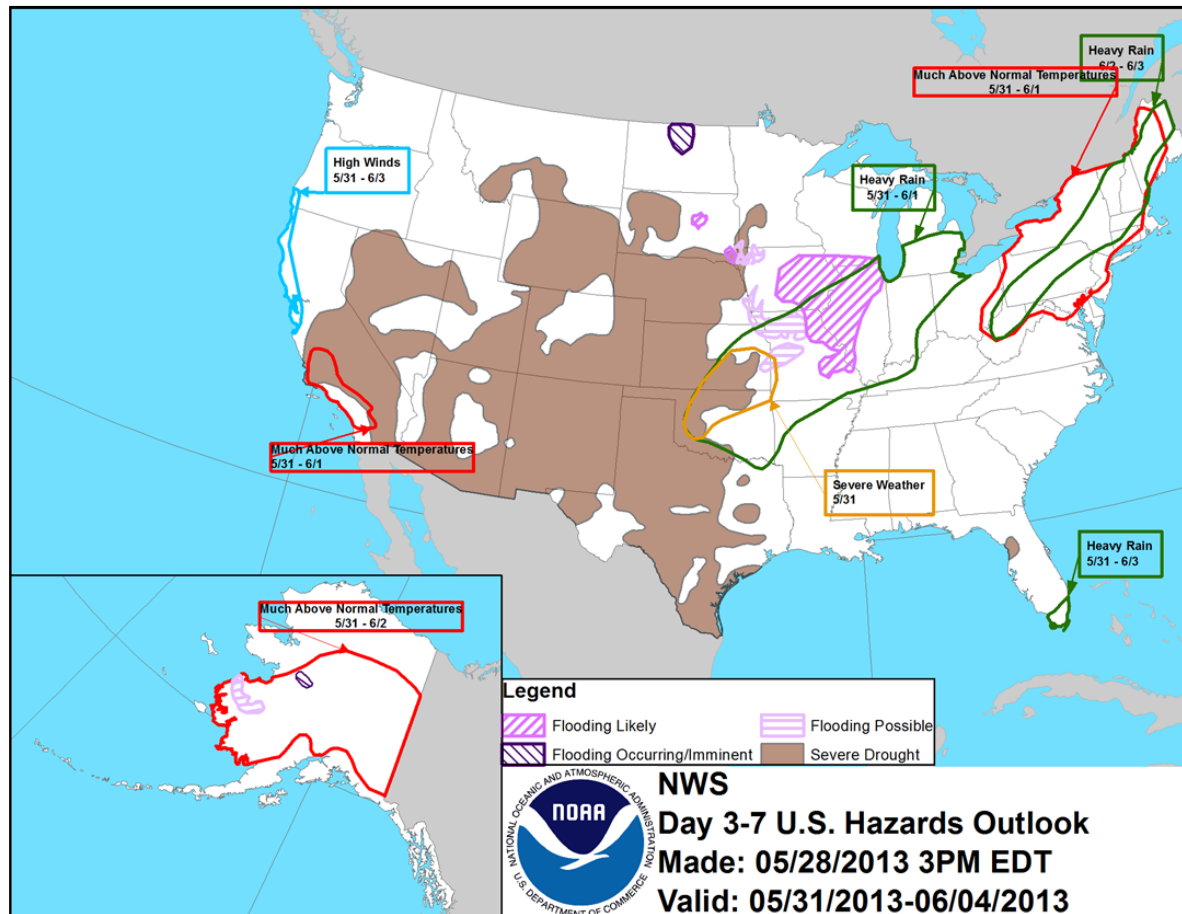 Heavy Rain
6/2 - 6/3
Much Above Normal Temperatures
5/31 - 6/1
High Winds
5/31 - 6/3
Heavy Rain
5/31 - 6/1
Much Above Normal Temperatures
5/31 - 6/1
Severe Weather
5/31
Heavy Rain
5/31 - 6/3
Much Above Normal Temperatures
5/31 - 6/2
Legend
Flooding Likely
Flooding Possible
Flooding Occurring/Imminent
Severe Drought
NATIONAL OCEANIC AND ATMOSPHERIC ADMINISTRATION
NOAA
U.S. DEPARTMENT OF COMMERCE
NWS
Day 3-7 U.S. Hazards Outlook
Made: 05/28/2013 3PM EDT
Valid: 05/31/2013-06/04/2013